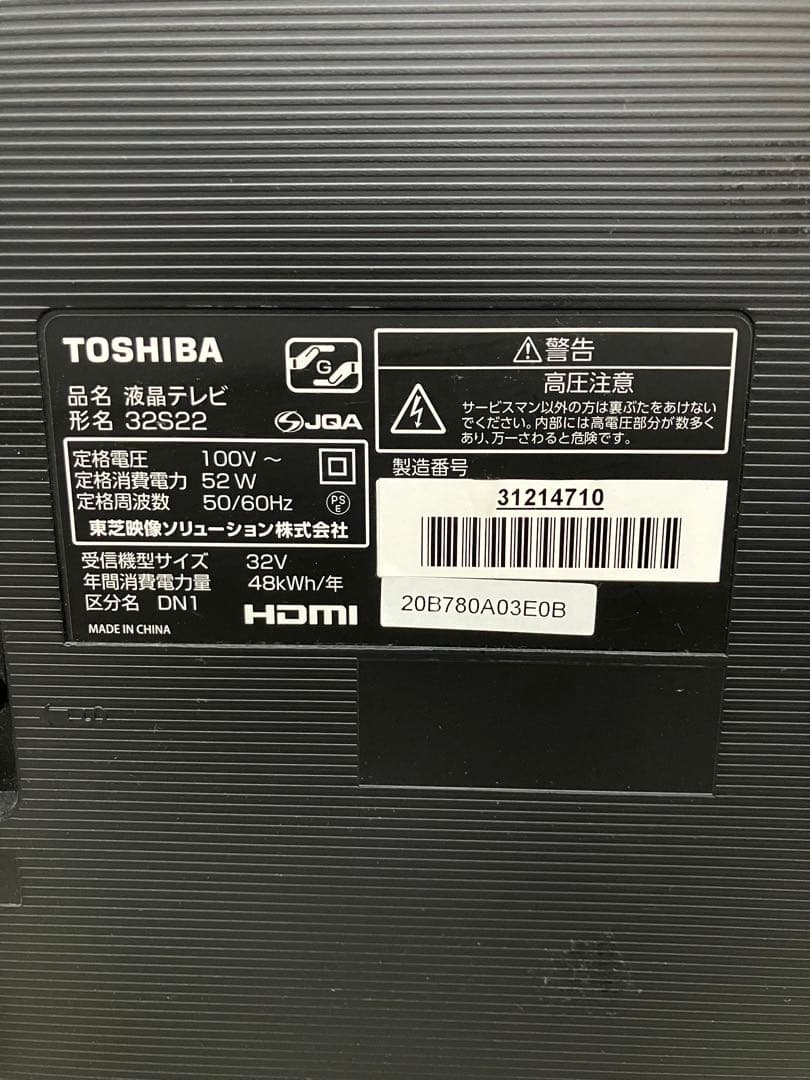 TOSHIBA
G
品名 液晶テレビ
形名 32S22
JQA
定格電圧 100V ~
定格消費電力 52W
定格周波数 50/60Hz
PS
E
東芝映像ソリューション株式会社
受信機型サイズ 32V
年間消費電力量 48kWh/年
区分名 DN1
HDMI
MADE IN CHINA
警告
高圧注意
サービスマン以外の方は裏ぶたをあけない
でください。内部には高電圧部分が数多く
あり、万一さわると危険です。
製造番号
31214710
20B780A03E0B